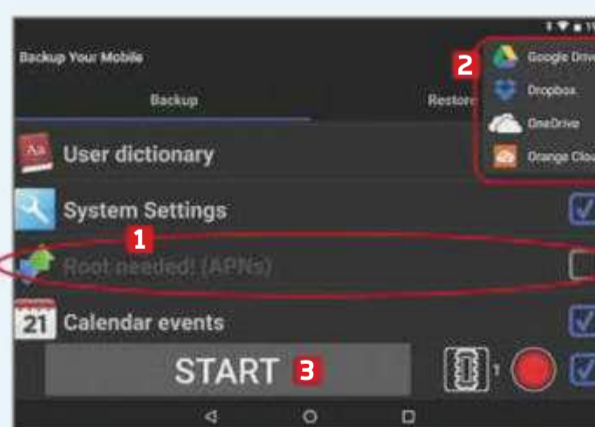 Backup Your Mobile
2
Google Drive
Dropbox
OneDrive
Orange Cloud
Backup
Restore
Aa
User dictionary
System Settings
1
Root needed! (APNs)
21
Calendar events
START
3
1